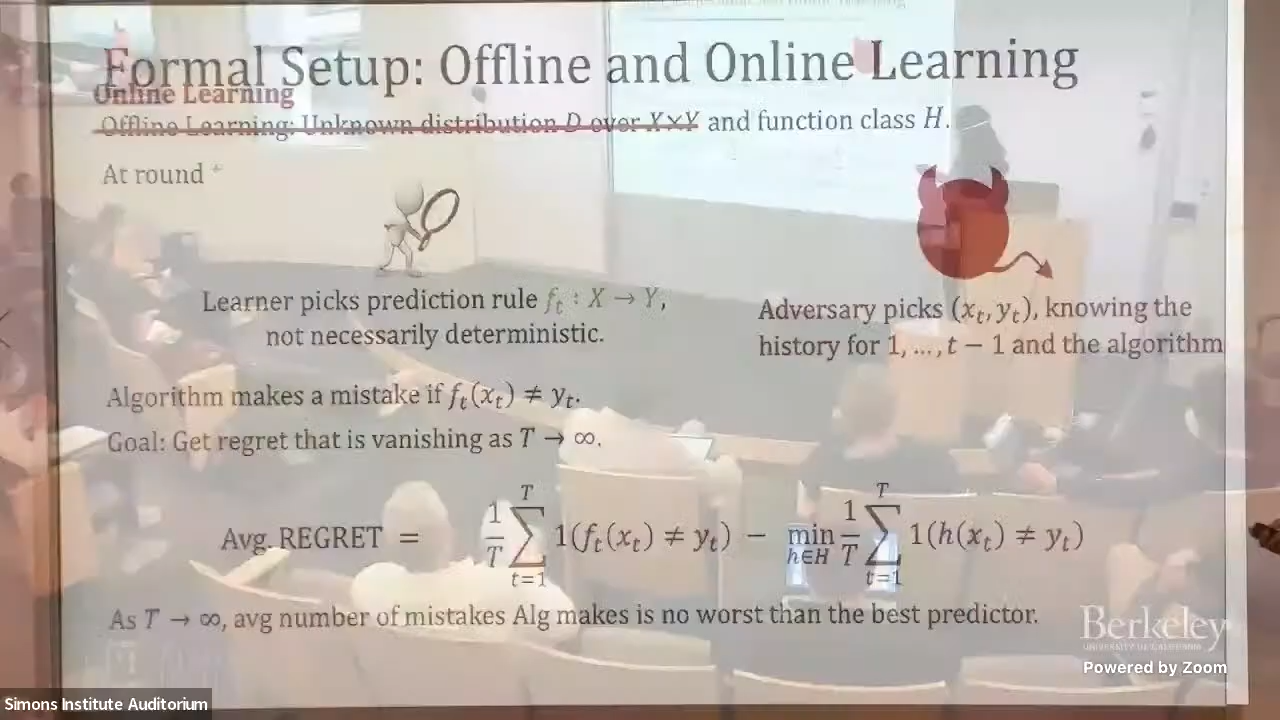 Formal Setup: Offline and Online Learning
Online Learning
Offline Learning: Unknown distribution D over X×Y and function class H.
At round
Learner picks prediction rule f_t : X → Y,
not necessarily deterministic.
Adversary picks (x_t, y_t), knowing the
history for 1, ..., t − 1 and the algorithm
Algorithm makes a mistake if f_t(x_t) ≠ y_t.
Goal: Get regret that is vanishing as T → ∞.
Avg. REGRET = 1/T ∑_{t=1}^{T} 1(f_t(x_t) ≠ y_t) − min_{h∈H} 1/T ∑_{t=1}^{T} 1(h(x_t) ≠ y_t)
As T → ∞, avg number of mistakes Alg makes is no worst than the best predictor.
Berkeley
UNIVERSITY OF CALIFORNIA
Powered by Zoom
Simons Institute Auditorium